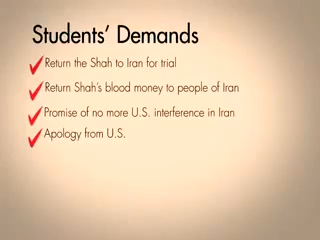 Students' Demands
Return the Shah to Iran for trial
Return Shah's blood money to people of Iran
Promise of no more U.S. interference in Iran
Apology from U.S.